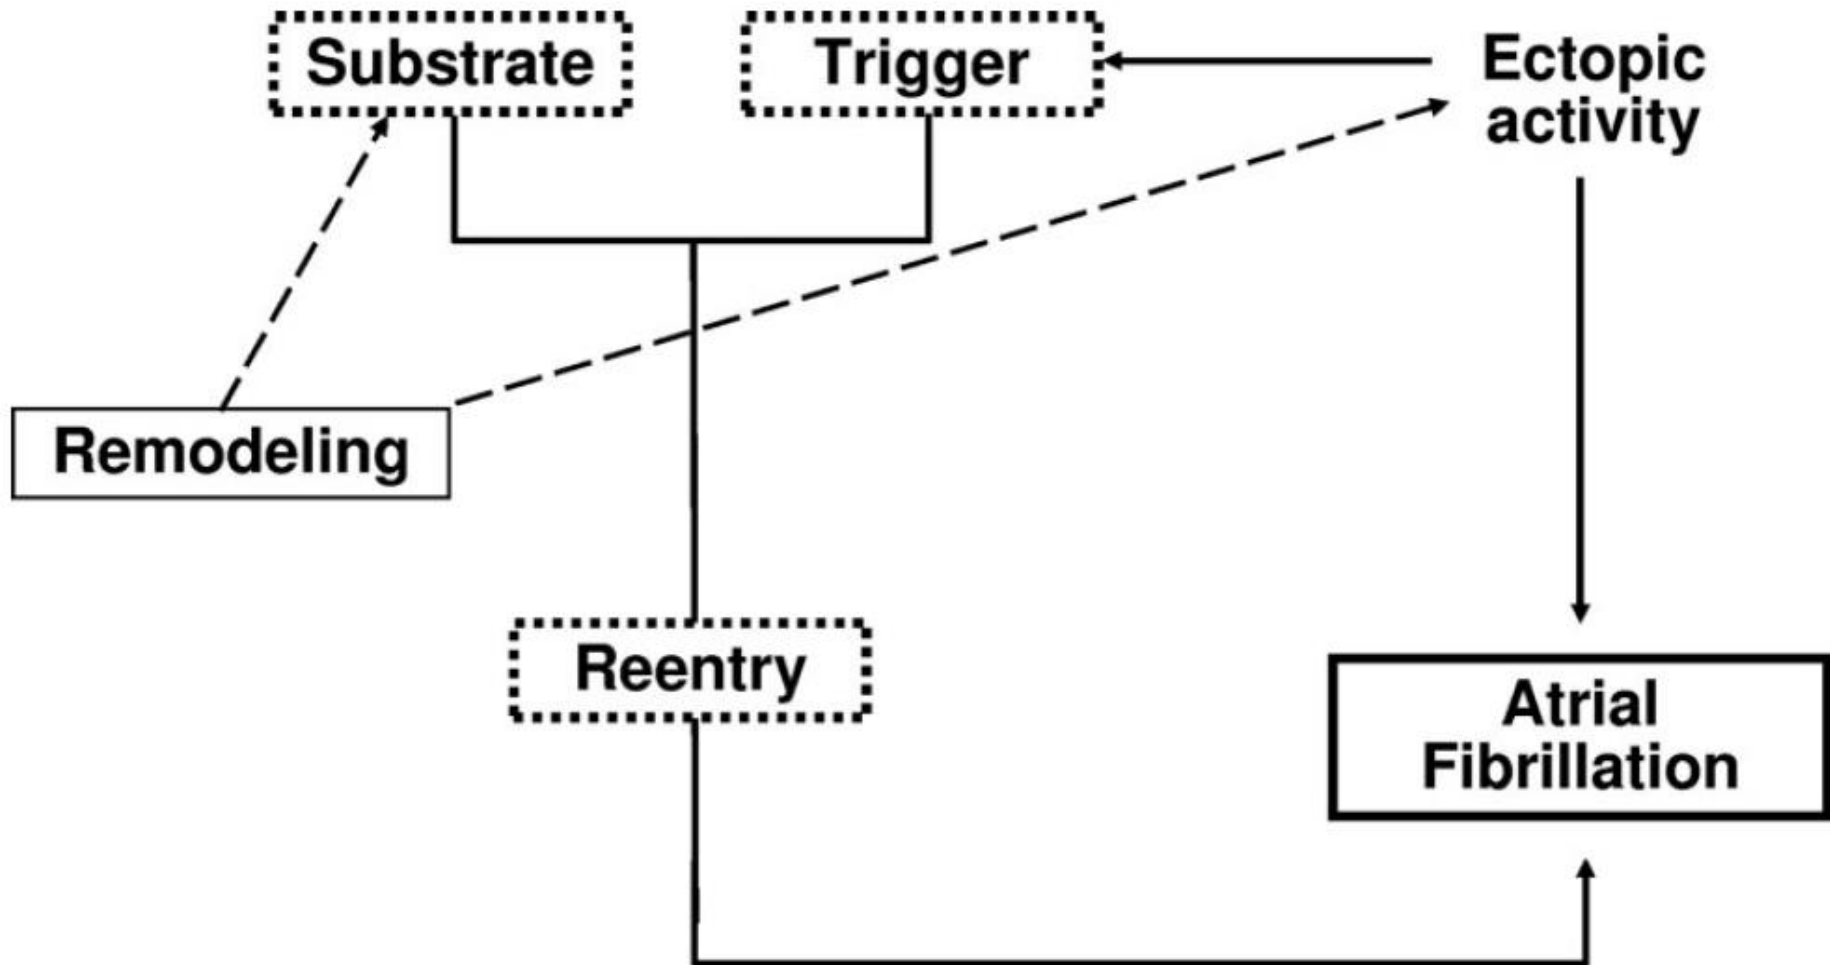 Substrate
Trigger
Ectopic
activity
Remodeling
Reentry
Atrial
Fibrillation